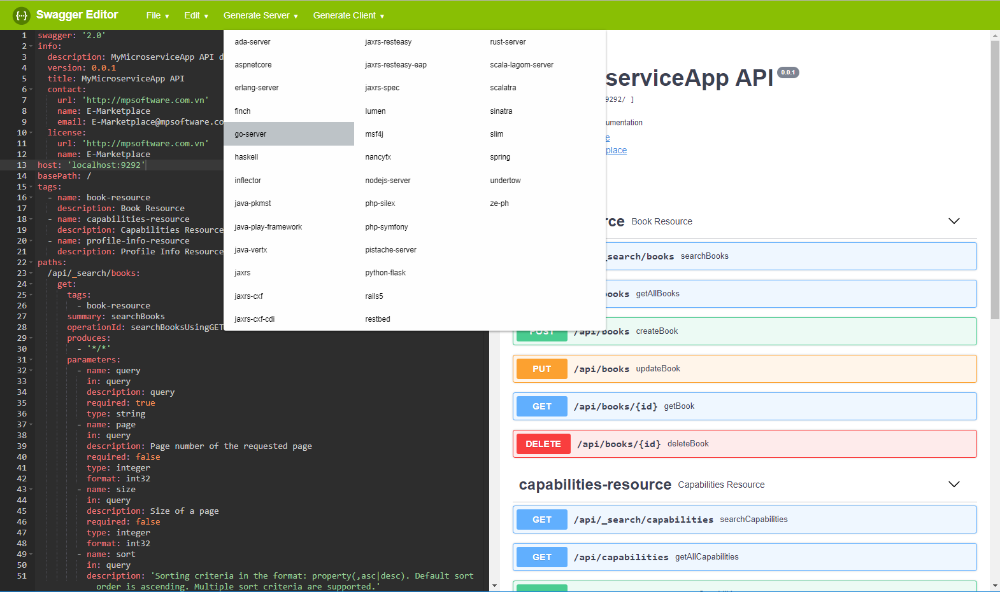 {···} Swagger Editor
File ▾ Edit ▾ Generate Server ▾ Generate Client ▾
1 swagger: '2.0'
2 info:
3 description: MyMicroserviceApp API d
4 version: 0.0.1
5 title: MyMicroserviceApp API
6 contact:
7 url: 'http://mpsoftware.com.vn'
8 name: E-Marketplace
9 email: E-Marketplace@mpsoftware.co
10 license:
11 url: 'http://mpsoftware.com.vn'
12 name: E-Marketplace
13 host: 'localhost:9292'
14 basePath: /
15 tags:
16 - name: book-resource
17 description: Book Resource
18 - name: capabilities-resource
19 description: Capabilities Resource
20 - name: profile-info-resource
21 description: Profile Info Resource
22 paths:
23 /api/_search/books:
24 get:
25 tags:
26 - book-resource
27 summary: searchBooks
28 operationId: searchBooksUsingGET
29 produces:
30 - '*/*'
31 parameters:
32 - name: query
33 in: query
34 description: query
35 required: true
36 type: string
37 - name: page
38 in: query
39 description: Page number of the requested page
40 required: false
41 type: integer
42 format: int32
43 - name: size
44 in: query
45 description: Size of a page
46 required: false
47 type: integer
48 format: int32
49 - name: sort
50 in: query
51 description: 'Sorting criteria in the format: property(,asc|desc). Default sort
order is ascending. Multiple sort criteria are supported.'
ada-server
aspnetcore
erlang-server
finch
go-server
haskell
inflector
java-pkmst
java-play-framework
java-vertx
jaxrs
jaxrs-cxf
jaxrs-cxf-cdi
jaxrs-resteasy
jaxrs-resteasy-eap
jaxrs-spec
lumen
msf4j
nancyfx
nodejs-server
php-silex
php-symfony
pistache-server
python-flask
rails5
restbed
rust-server
scala-lagom-server
scalatra
sinatra
slim
spring
undertow
ze-ph
serviceApp API 0.0.1
9292/ ]
umentation
e
place
rce Book Resource
_search/books searchBooks
books getAllBooks
POST /api/books createBook
PUT /api/books updateBook
GET /api/books/{id} getBook
DELETE /api/books/{id} deleteBook
capabilities-resource Capabilities Resource
GET /api/_search/capabilities searchCapabilities
GET /api/capabilities getAllCapabilities